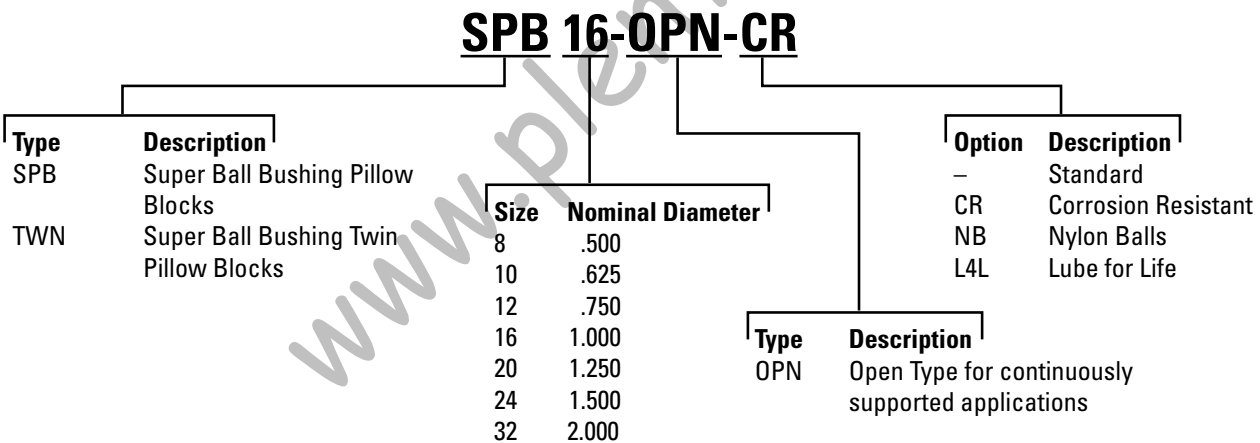 SPB 16-OPN-CR
Type Description
SPB Super Ball Bushing Pillow
Blocks
TWN Super Ball Bushing Twin
Pillow Blocks
Size Nominal Diameter
8 .500
10 .625
12 .750
16 1.000
20 1.250
24 1.500
32 2.000
Type Description
OPN Open Type for continuously
supported applications
Option Description
– Standard
CR Corrosion Resistant
NB Nylon Balls
L4L Lube for Life